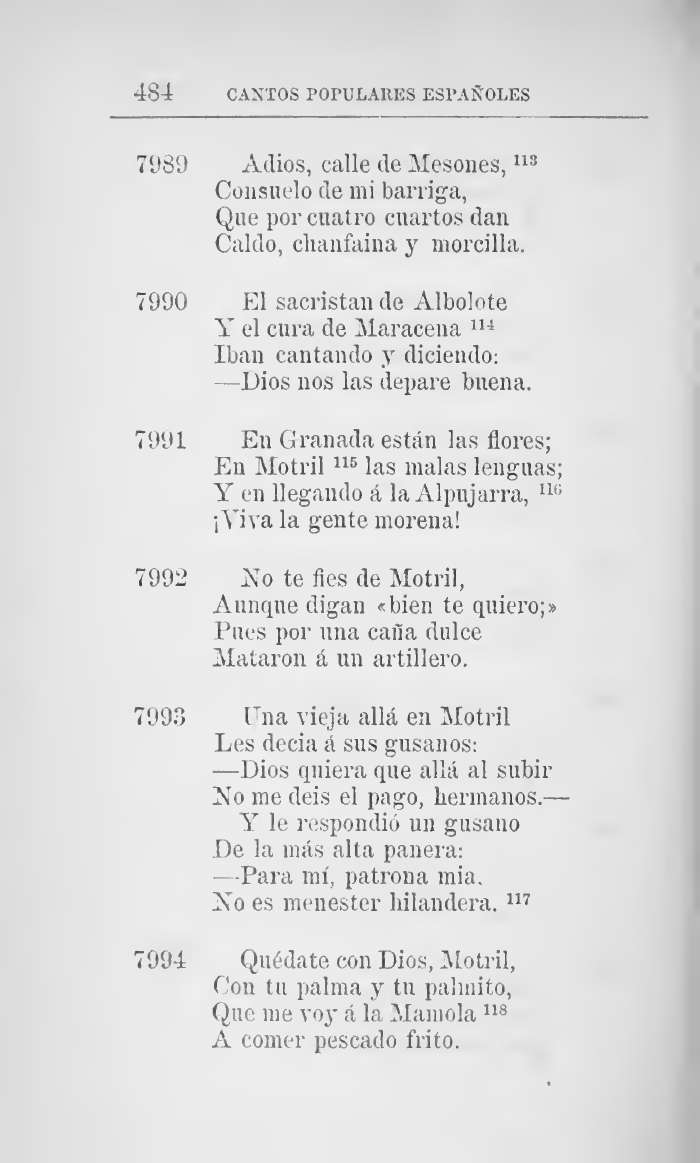 484 CANTOS POPULARES ESPAÑOLES
7989 Adios, calle de Mesones, 113
Consuelo de mi barriga,
Que por cuatro cuartos dan
Caldo, chanfaina y morcilla.
7990 El sacristan de Albolote
Y el cura de Maracena 114
Iban cantando y diciendo:
—Dios nos las depare buena.
7991 En Granada están las flores;
En Motril 115 las malas lenguas;
Y en llegando á la Alpujarra, 116
¡Viva la gente morena!
7992 No te fies de Motril,
Aunque digan «bien te quiero;»
Pues por una caña dulce
Mataron á un artillero.
7993 Una vieja allá en Motril
Les decia á sus gusanos:
—Dios quiera que allá al subir
No me deis el pago, hermanos.—
Y le respondió un gusano
De la más alta panera:
—Para mí, patrona mia.
No es menester hilandera. 117
7994 Quédate con Dios, Motril,
Con tu palma y tu palmito,
Que me voy á la Mamola 118
A comer pescado frito.